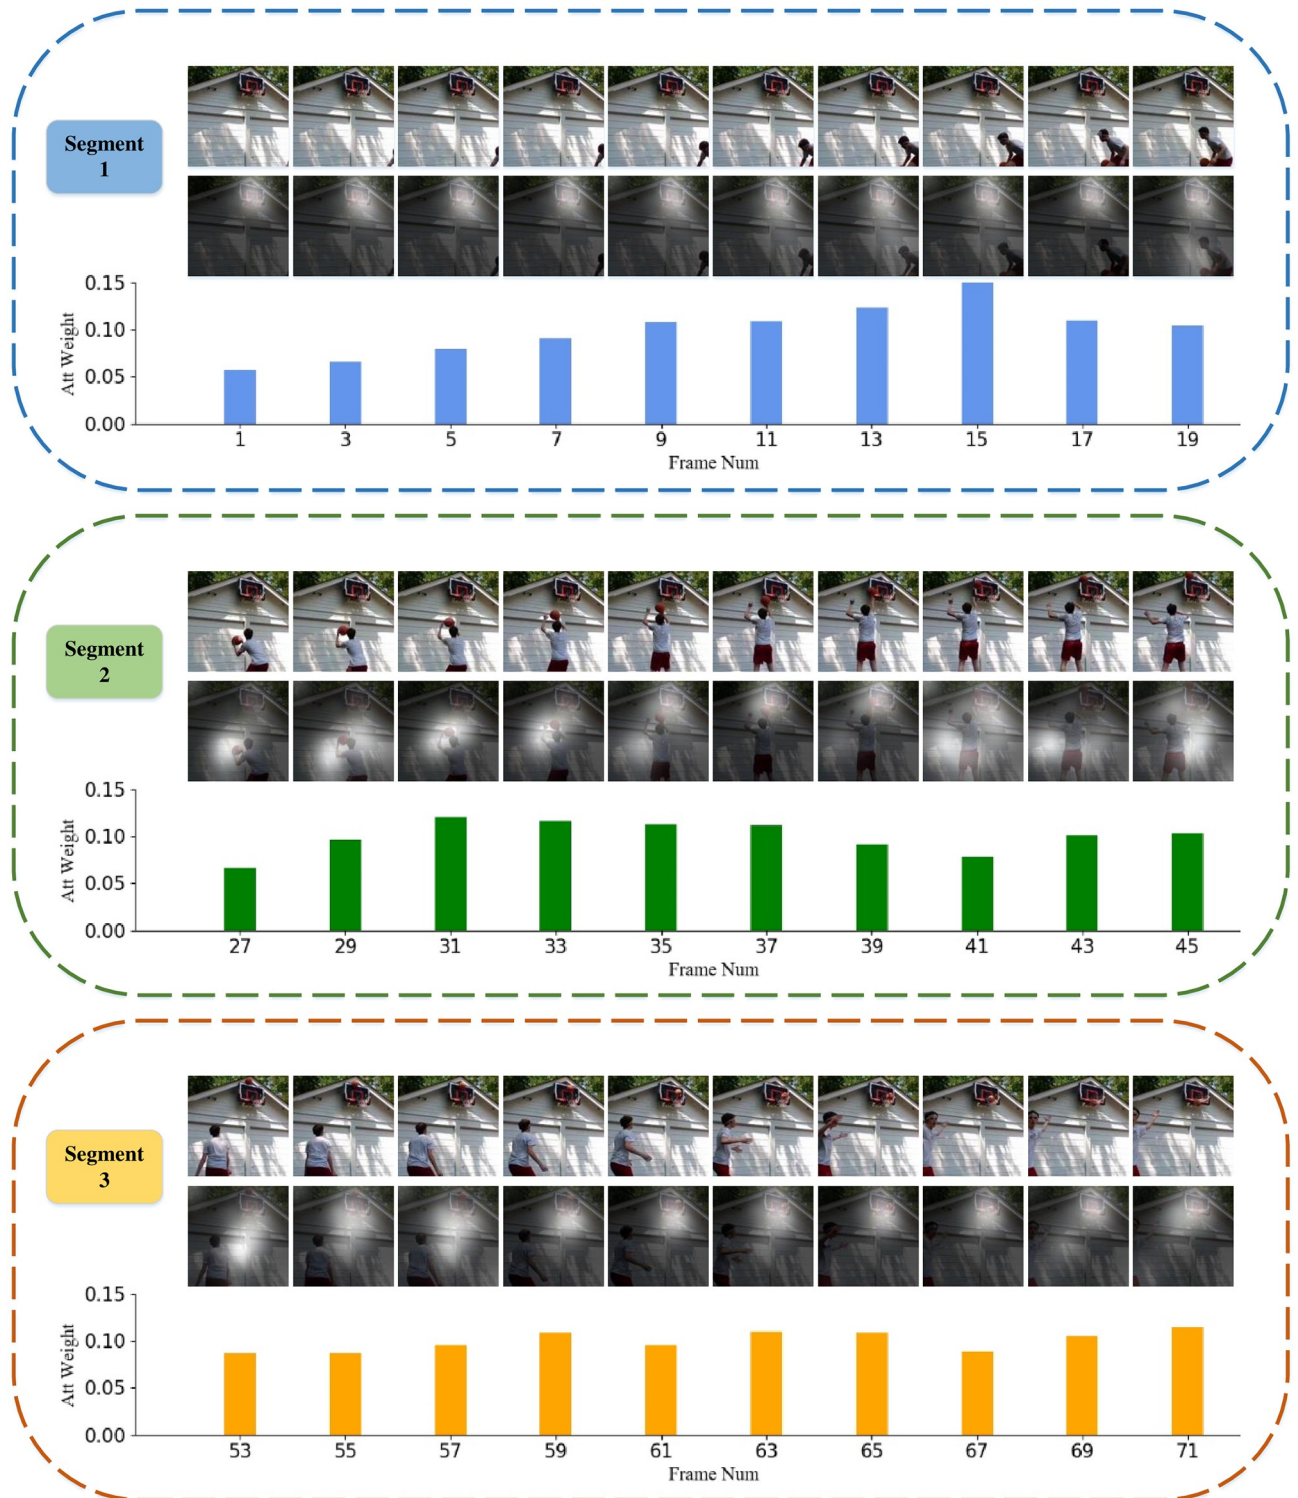 Segment
1
0.15
0.10
0.05
0.00
Att Weight
1 3 5 7 9 11 13 15 17 19
Frame Num
Segment
2
0.15
0.10
0.05
0.00
Att Weight
27 29 31 33 35 37 39 41 43 45
Frame Num
Segment
3
0.15
0.10
0.05
0.00
Att Weight
53 55 57 59 61 63 65 67 69 71
Frame Num